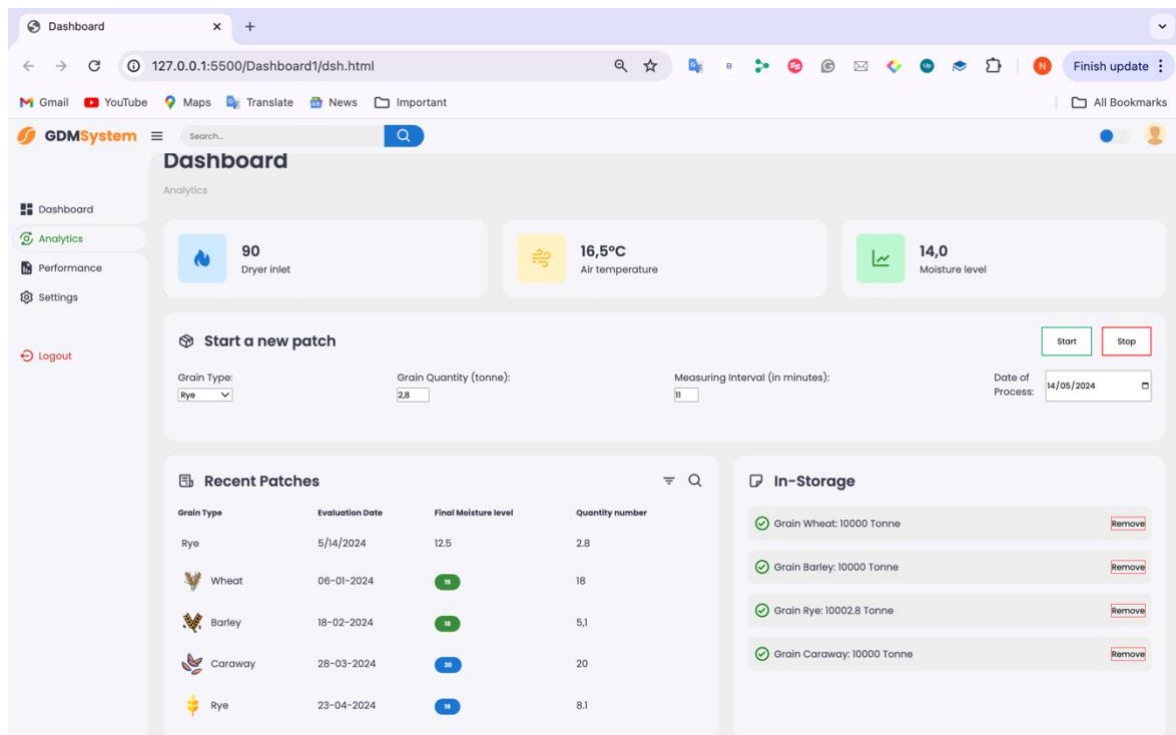 Dashboard
127.0.0.1:5500/Dashboard1/dsh.html
Finish update
Gmail YouTube Maps Translate News Important All Bookmarks
GDMSystem Search...
Dashboard
Analytics
Dashboard
Analytics
Performance
Settings
Logout
90
Dryer inlet
16,5°C
Air temperature
14,0
Moisture level
Start a new patch
Start Stop
Grain Type:
Rye
Grain Quantity (tonne):
2,8
Measuring Interval (in minutes):
11
Date of
Process:
14/05/2024
Recent Patches
Grain Type Evaluation Date Final Moisture level Quantity number
Rye 5/14/2024 12.5 2.8
Wheat 06-01-2024 15 18
Barley 18-02-2024 5,1
Caraway 28-03-2024 20 20
Rye 23-04-2024 8.1
In-Storage
Grain Wheat: 10000 Tonne Remove
Grain Barley: 10000 Tonne Remove
Grain Rye: 10002.8 Tonne Remove
Grain Caraway: 10000 Tonne Remove